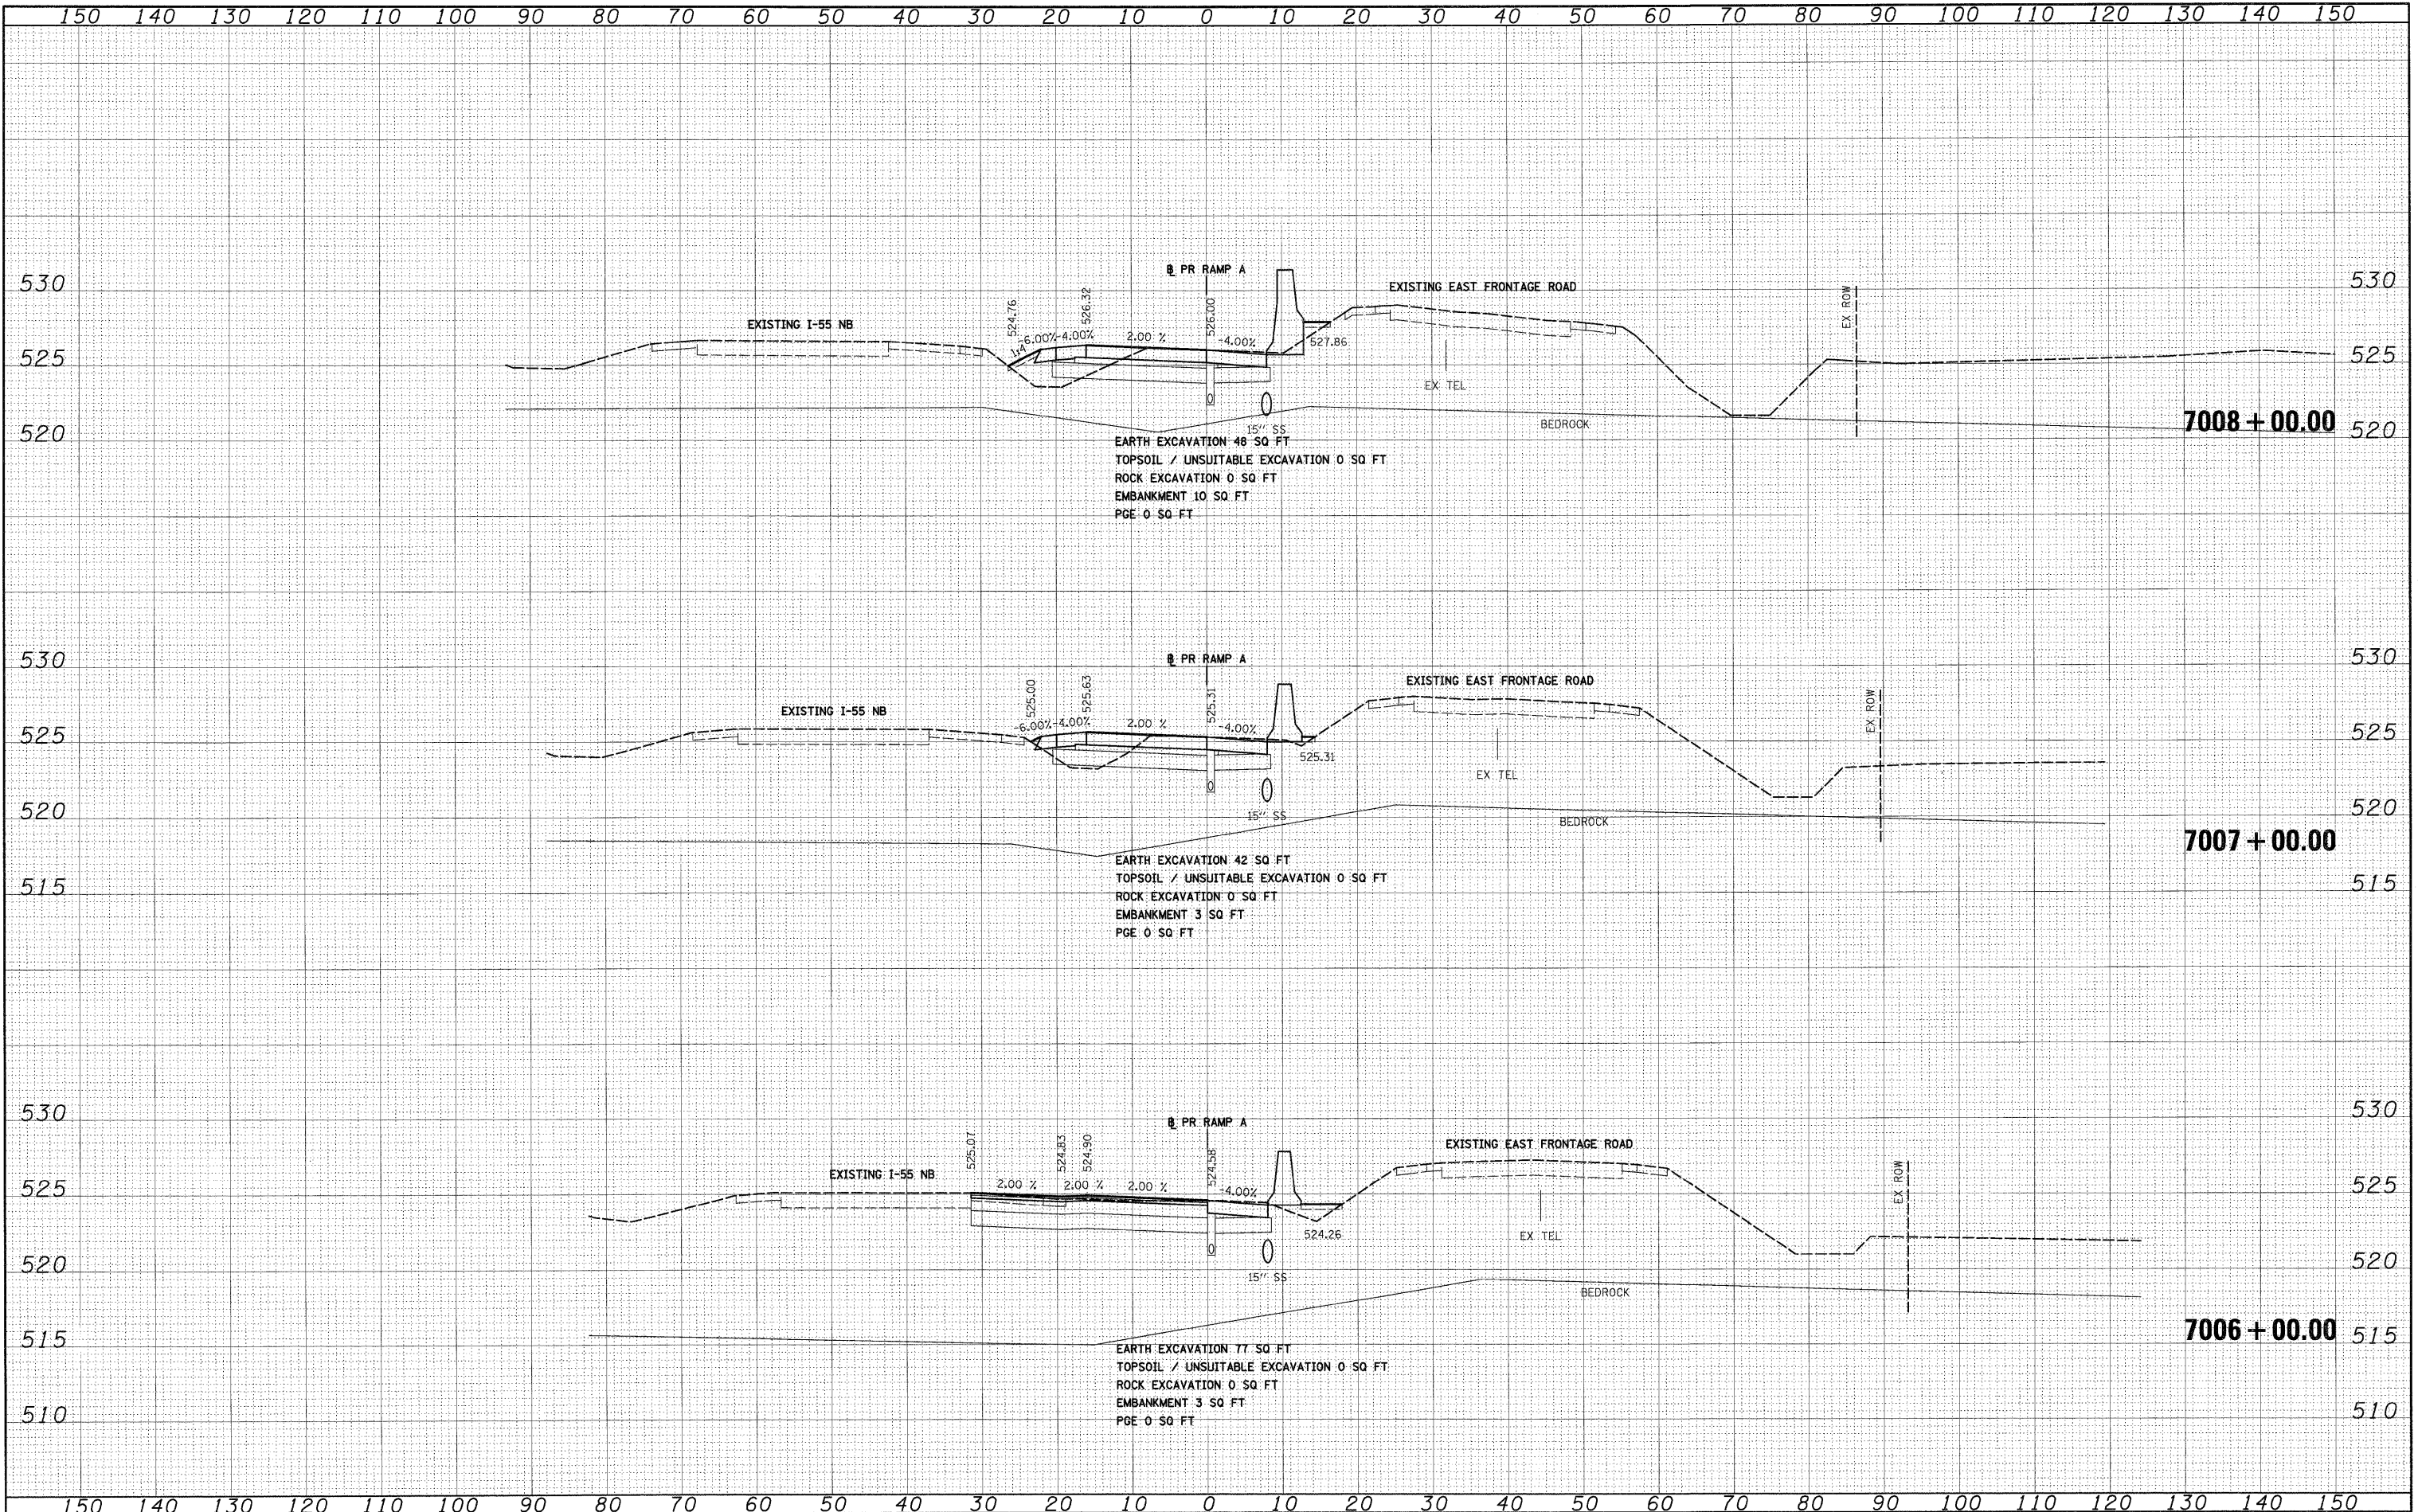 150 140 130 120 110 100 90 80 70 60 50 40 30 20 10 0 10 20 30 40 50 60 70 80 90 100 110 120 130 140 150
℄ PR RAMP A
530 EXISTING EAST FRONTAGE ROAD EX ROW 530
524.76 526.32 526.00
EXISTING I-55 NB
1:4 -6.00% -4.00% 2.00 % -4.00% 527.86
525 525
EX TEL
7008 + 00.00
15'' SS BEDROCK
520 520
EARTH EXCAVATION 48 SQ FT
TOPSOIL / UNSUITABLE EXCAVATION 0 SQ FT
ROCK EXCAVATION 0 SQ FT
EMBANKMENT 10 SQ FT
PGE 0 SQ FT
530 ℄ PR RAMP A 530
EXISTING EAST FRONTAGE ROAD
525.00 525.63 525.31 EX ROW
EXISTING I-55 NB
-6.00% -4.00% 2.00 % -4.00%
525 525
525.31
EX TEL
520 15'' SS BEDROCK 520
7007 + 00.00
EARTH EXCAVATION 42 SQ FT
TOPSOIL / UNSUITABLE EXCAVATION 0 SQ FT
515 515
ROCK EXCAVATION 0 SQ FT
EMBANKMENT 3 SQ FT
PGE 0 SQ FT
530 ℄ PR RAMP A 530
525.07 524.83 524.90 524.58
EXISTING EAST FRONTAGE ROAD
EXISTING I-55 NB EX ROW
2.00 % 2.00 % 2.00 % -4.00%
525 525
524.26 EX TEL
520 520
15'' SS
BEDROCK
7006 + 00.00
515 515
EARTH EXCAVATION 77 SQ FT
TOPSOIL / UNSUITABLE EXCAVATION 0 SQ FT
ROCK EXCAVATION 0 SQ FT
EMBANKMENT 3 SQ FT
510 510
PGE 0 SQ FT
150 140 130 120 110 100 90 80 70 60 50 40 30 20 10 0 10 20 30 40 50 60 70 80 90 100 110 120 130 140 150